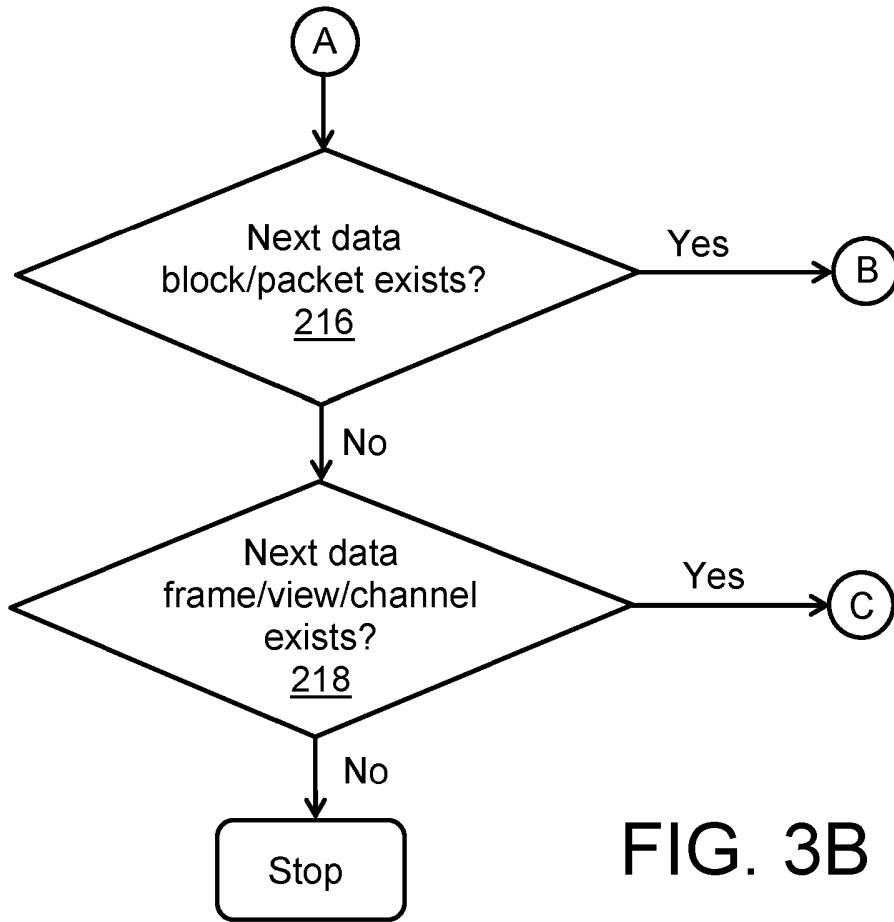 A
Next data
block/packet exists?
216
Yes
B
No
Next data
frame/view/channel
exists?
218
Yes
C
No
Stop
FIG. 3B